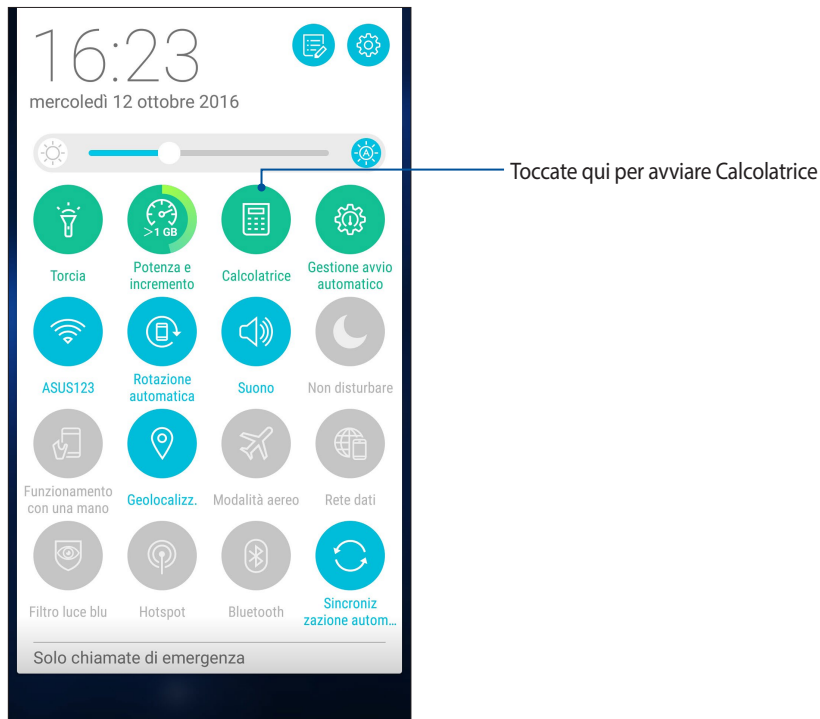 16:23
mercoledì 12 ottobre 2016
A
Toccate qui per avviare Calcolatrice
>1 GB
Torcia
Potenza e
incremento
Calcolatrice
Gestione avvio
automatico
ASUS123
Rotazione
automatica
Suono
Non disturbare
Funzionamento
con una mano
Geolocalizz.
Modalità aereo
Rete dati
Filtro luce blu
Hotspot
Bluetooth
Sincroniz
zazione autom...
Solo chiamate di emergenza